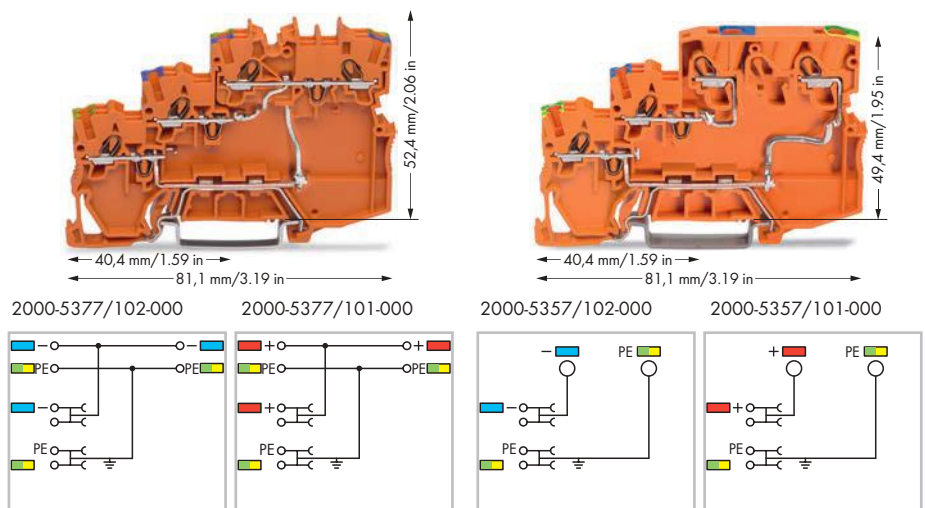 52,4 mm/2.06 in
40,4 mm/1.59 in
81,1 mm/3.19 in
49,4 mm/1.95 in
40,4 mm/1.59 in
81,1 mm/3.19 in
2000-5377/102-000
2000-5377/101-000
2000-5357/102-000
2000-5357/101-000
− −
PE PE
−
PE
+ +
PE PE
+
PE
− PE
−
PE
+ PE
+
PE